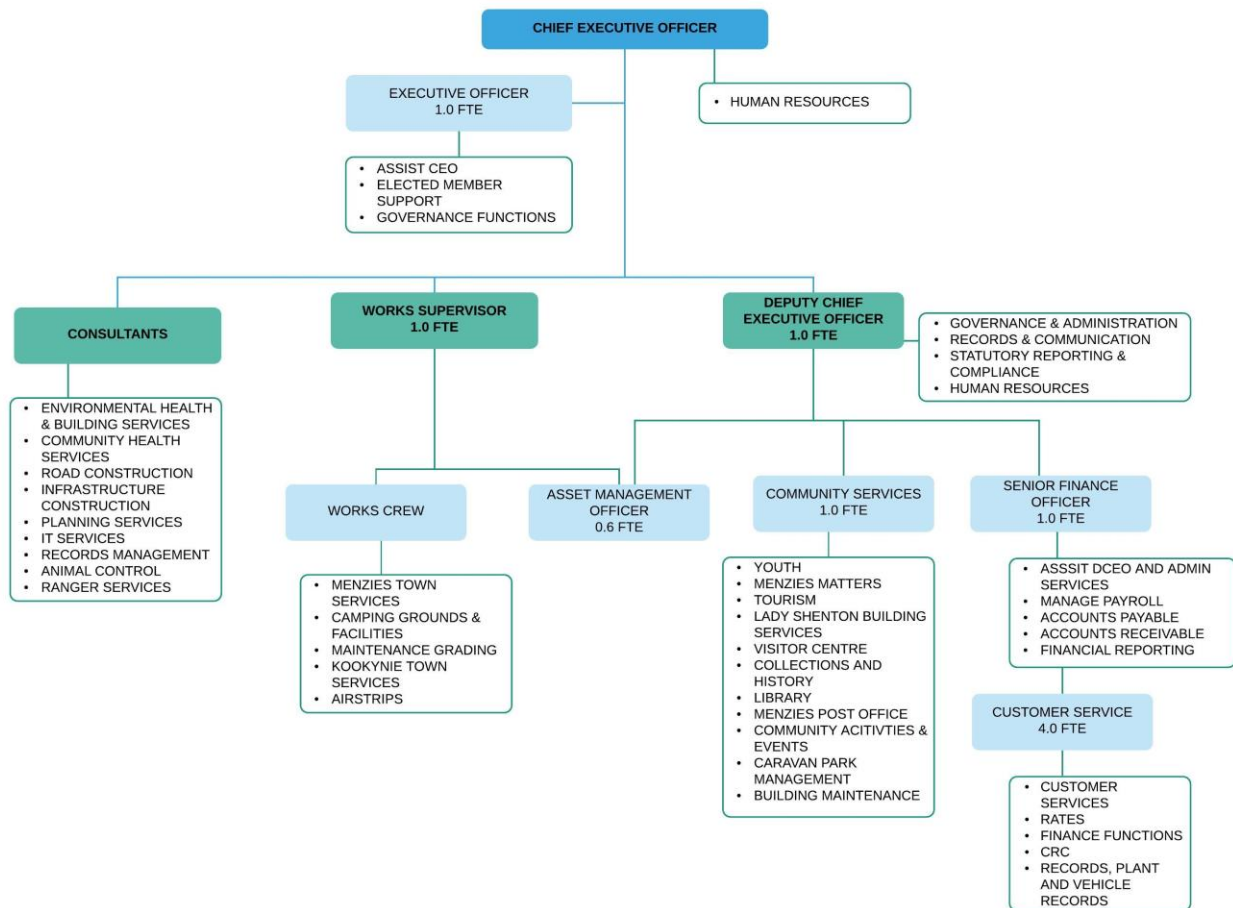 CHIEF EXECUTIVE OFFICER
EXECUTIVE OFFICER
1.0 FTE
• HUMAN RESOURCES
• ASSIST CEO
• ELECTED MEMBER
SUPPORT
• GOVERNANCE FUNCTIONS
CONSULTANTS
WORKS SUPERVISOR
1.0 FTE
DEPUTY CHIEF
EXECUTIVE OFFICER
1.0 FTE
• GOVERNANCE & ADMINISTRATION
• RECORDS & COMMUNICATION
• STATUTORY REPORTING &
COMPLIANCE
• HUMAN RESOURCES
• ENVIRONMENTAL HEALTH
& BUILDING SERVICES
• COMMUNITY HEALTH
SERVICES
• ROAD CONSTRUCTION
• INFRASTRUCTURE
CONSTRUCTION
• PLANNING SERVICES
• IT SERVICES
• RECORDS MANAGEMENT
• ANIMAL CONTROL
• RANGER SERVICES
WORKS CREW
ASSET MANAGEMENT
OFFICER
0.6 FTE
COMMUNITY SERVICES
1.0 FTE
SENIOR FINANCE
OFFICER
1.0 FTE
• MENZIES TOWN
SERVICES
• CAMPING GROUNDS &
FACILITIES
• MAINTENANCE GRADING
• KOOKYNIE TOWN
SERVICES
• AIRSTRIPS
• YOUTH
• MENZIES MATTERS
• TOURISM
• LADY SHENTON BUILDING
SERVICES
• VISITOR CENTRE
• COLLECTIONS AND
HISTORY
• LIBRARY
• MENZIES POST OFFICE
• COMMUNITY ACITIVTIES &
EVENTS
• CARAVAN PARK
MANAGEMENT
• BUILDING MAINTENANCE
• ASSSIT DCEO AND ADMIN
SERVICES
• MANAGE PAYROLL
• ACCOUNTS PAYABLE
• ACCOUNTS RECEIVABLE
• FINANCIAL REPORTING
CUSTOMER SERVICE
4.0 FTE
• CUSTOMER
SERVICES
• RATES
• FINANCE FUNCTIONS
• CRC
• RECORDS, PLANT
AND VEHICLE
RECORDS